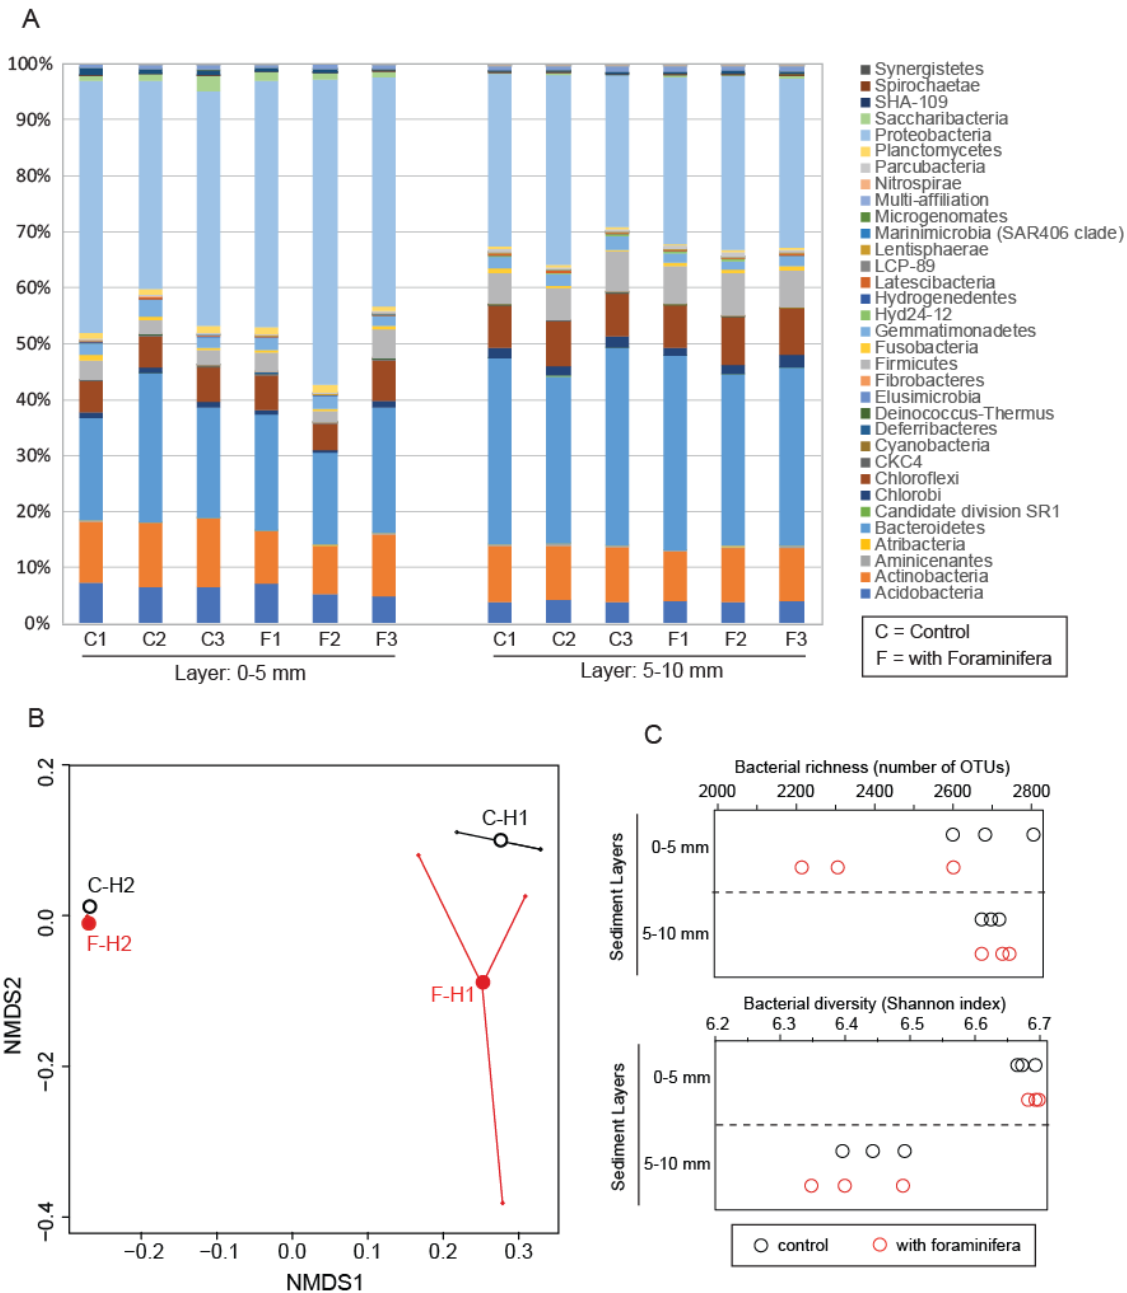 A
100%
90%
80%
70%
60%
50%
40%
30%
20%
10%
0%
C1 C2 C3 F1 F2 F3 C1 C2 C3 F1 F2 F3
Layer: 0-5 mm Layer: 5-10 mm
Synergistetes
Spirochaetae
SHA-109
Saccharibacteria
Proteobacteria
Planctomycetes
Parcubacteria
Nitrospirae
Multi-affiliation
Microgenomates
Marinimicrobia (SAR406 clade)
Lentisphaerae
LCP-89
Latescibacteria
Hydrogenedentes
Hyd24-12
Gemmatimonadetes
Fusobacteria
Firmicutes
Fibrobacteres
Elusimicrobia
Deinococcus-Thermus
Deferribacteres
Cyanobacteria
CKC4
Chloroflexi
Chlorobi
Candidate division SR1
Bacteroidetes
Atribacteria
Aminicenantes
Actinobacteria
Acidobacteria
C = Control
F = with Foraminifera
B
0.2
0.0
−0.2
−0.4
NMDS2
C-H1
C-H2
F-H2
F-H1
−0.2 −0.1 0.0 0.1 0.2 0.3
NMDS1
C
Bacterial richness (number of OTUs)
2000 2200 2400 2600 2800
Sediment Layers
0-5 mm
5-10 mm
Bacterial diversity (Shannon index)
6.2 6.3 6.4 6.5 6.6 6.7
Sediment Layers
0-5 mm
5-10 mm
control with foraminifera